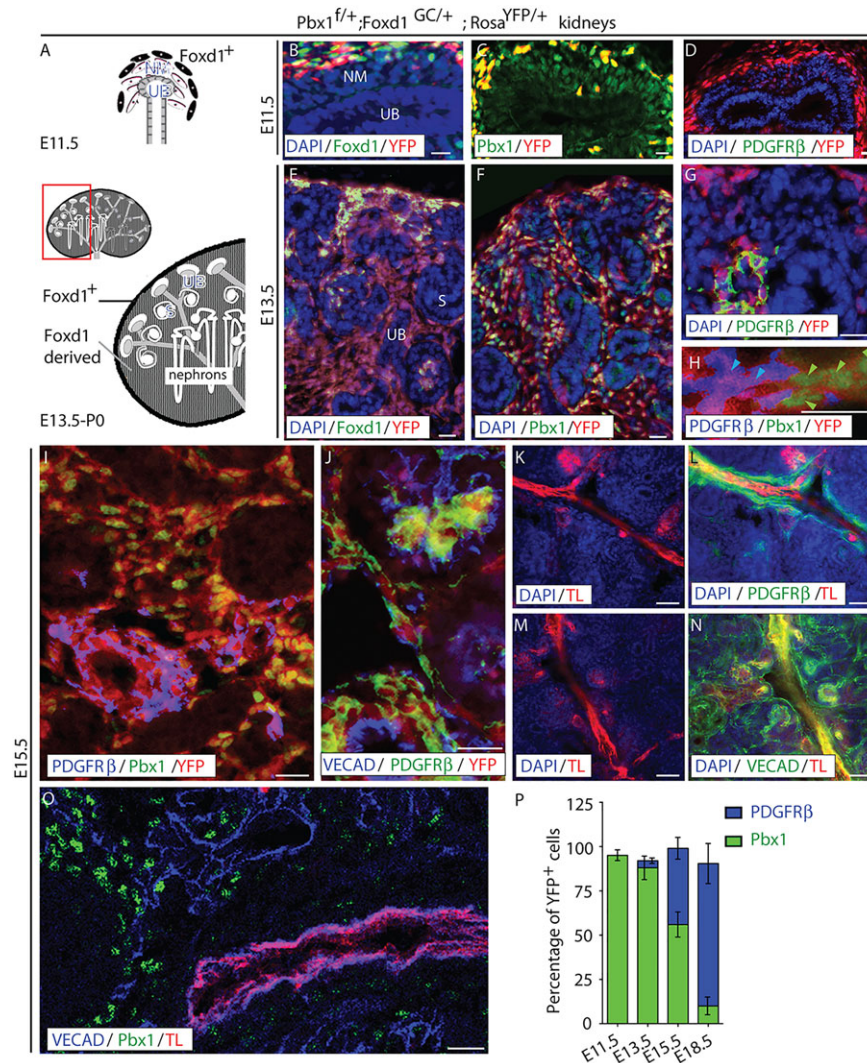 Pbx1 f/+;Foxd1 GC/+; Rosa YFP/+ kidneys
A
Foxd1+
NM
UB
E11.5
E11.5
B
NM
UB
DAPI/Foxd1/YFP
C
Pbx1/YFP
D
DAPI/ PDGFRβ/YFP
Foxd1+
Foxd1
derived
UB
S
nephrons
E13.5-P0
E13.5
E
S
UB
DAPI/Foxd1/YFP
F
DAPI/Pbx1/YFP
G
DAPI /PDGFRβ/YFP
H
PDGFRβ/Pbx1/YFP
E15.5
I
PDGFRβ/Pbx1/YFP
J
VECAD/ PDGFRβ/ YFP
K
DAPI/TL
L
DAPI /PDGFRβ/TL
M
DAPI/TL
N
DAPI /VECAD/TL
O
VECAD/ Pbx1/TL
P
Percentage of YFP+ cells
125
100
75
50
25
0
E11.5
E13.5
E15.5
E18.5
PDGFRβ
Pbx1